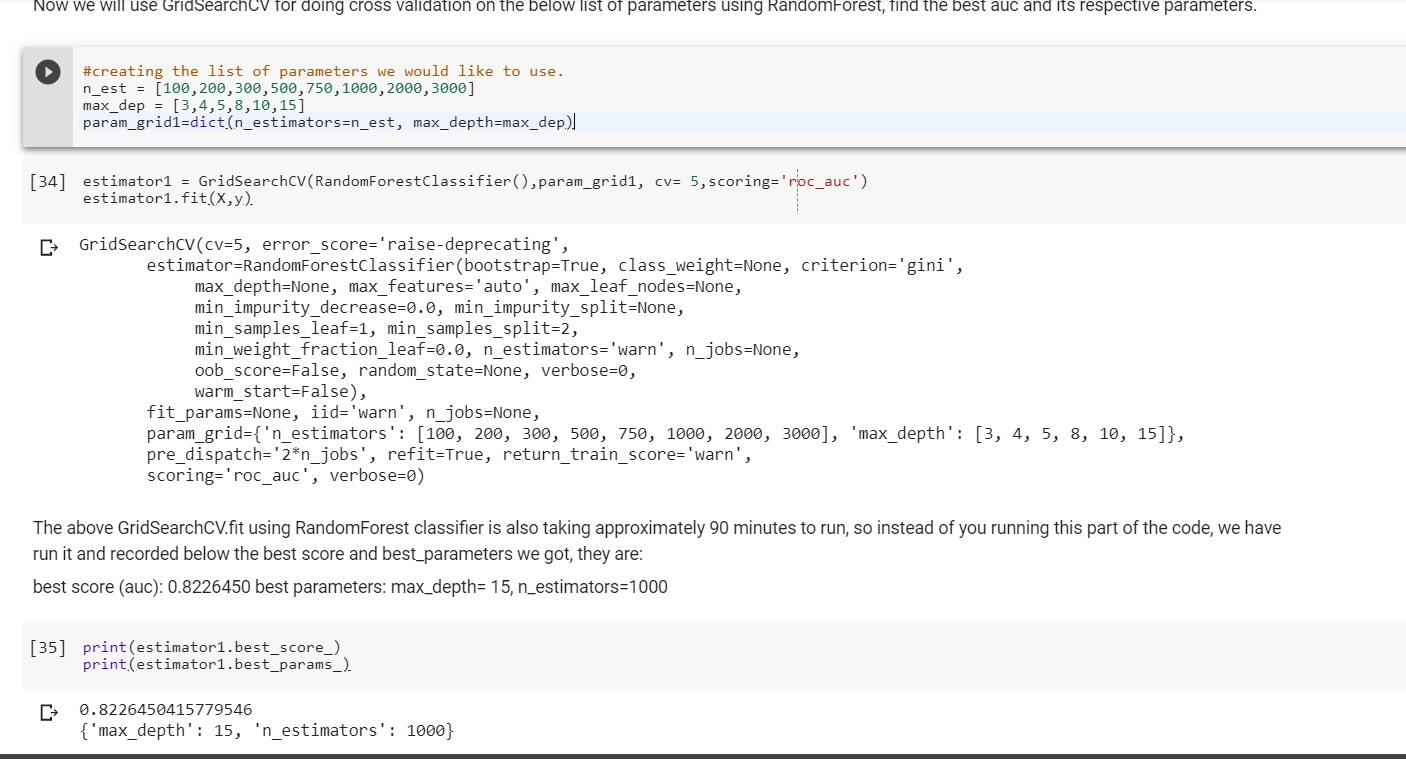 Now we will use GridSearchCV for doing cross validation on the below list of parameters using RandomForest, find the best auc and its respective parameters.
#creating the list of parameters we would like to use.
n_est = [100,200,300,500,750,1000,2000,3000]
max_dep = [3,4,5,8,10,15]
param_grid1=dict(n_estimators=n_est, max_depth=max_dep)
[34] estimator1 = GridSearchCV(RandomForestClassifier(),param_grid1, cv= 5,scoring='roc_auc')
estimator1.fit(X,y)
GridSearchCV(cv=5, error_score='raise-deprecating',
estimator=RandomForestClassifier(bootstrap=True, class_weight=None, criterion='gini',
max_depth=None, max_features='auto', max_leaf_nodes=None,
min_impurity_decrease=0.0, min_impurity_split=None,
min_samples_leaf=1, min_samples_split=2,
min_weight_fraction_leaf=0.0, n_estimators='warn', n_jobs=None,
oob_score=False, random_state=None, verbose=0,
warm_start=False),
fit_params=None, iid='warn', n_jobs=None,
param_grid={'n_estimators': [100, 200, 300, 500, 750, 1000, 2000, 3000], 'max_depth': [3, 4, 5, 8, 10, 15]},
pre_dispatch='2*n_jobs', refit=True, return_train_score='warn',
scoring='roc_auc', verbose=0)
The above GridSearchCV.fit using RandomForest classifier is also taking approximately 90 minutes to run, so instead of you running this part of the code, we have
run it and recorded below the best score and best_parameters we got, they are:
best score (auc): 0.8226450 best parameters: max_depth= 15, n_estimators=1000
[35] print(estimator1.best_score_)
print(estimator1.best_params_)
0.8226450415779546
{'max_depth': 15, 'n_estimators': 1000}